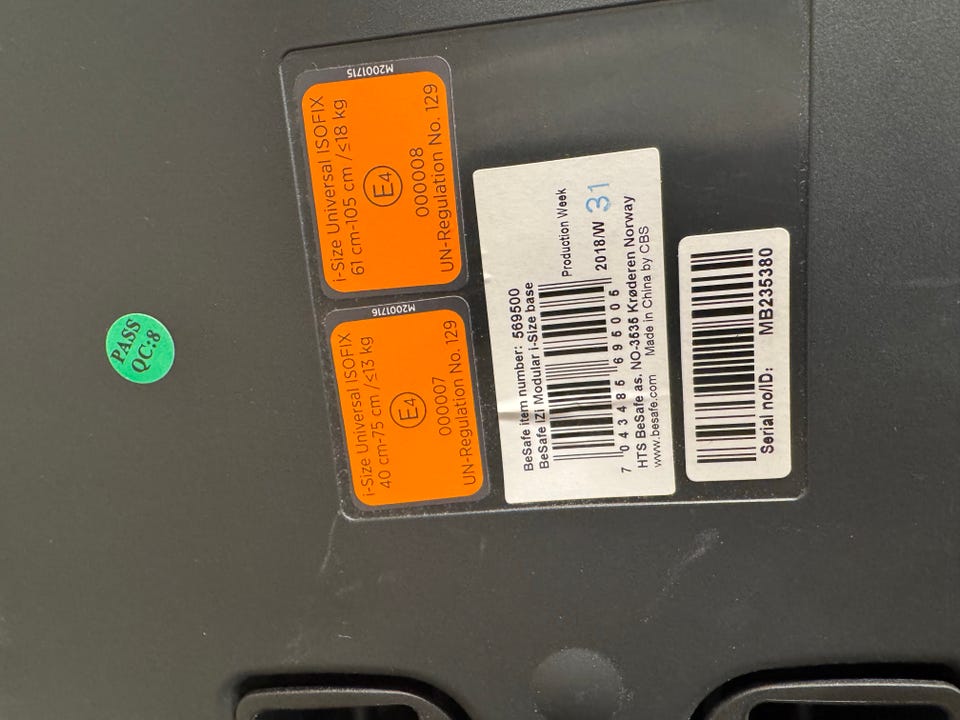 PASS
QC:8
M2001715
i-Size Universal ISOFIX
61 cm-105 cm /≤18 kg
E4
000008
UN-Regulation No. 129
M2001716
i-Size Universal ISOFIX
40 cm-75 cm /≤13 kg
E4
000007
UN-Regulation No. 129
BeSafe item number: 569500
BeSafe iZi Modular i-Size base
Production Week
2018/W 31
7 043485 695005
HTS BeSafe as. NO-3535 Krøderen Norway
www.besafe.com Made in China by CBS
Serial no/ID: MB235380